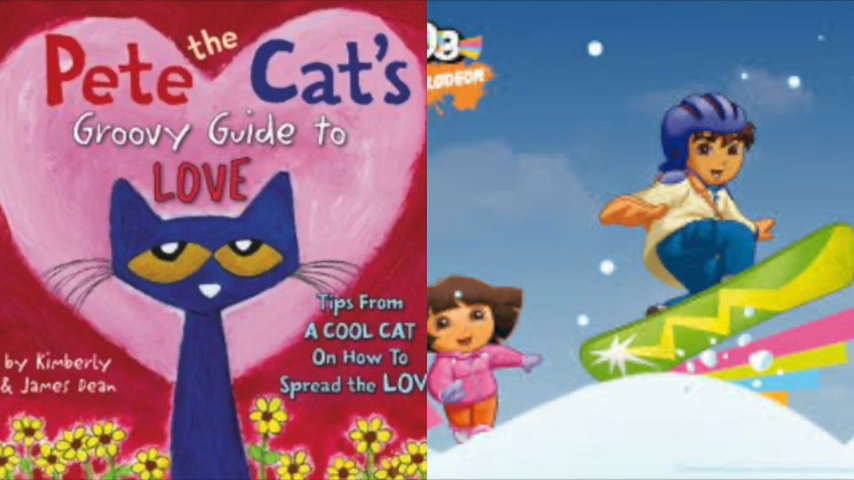 the
Pete Cat's
Groovy Guide to
LOVE
Tips From
A COOL CAT
On How To
Spread the LOV
by Kimberly
& James Dean